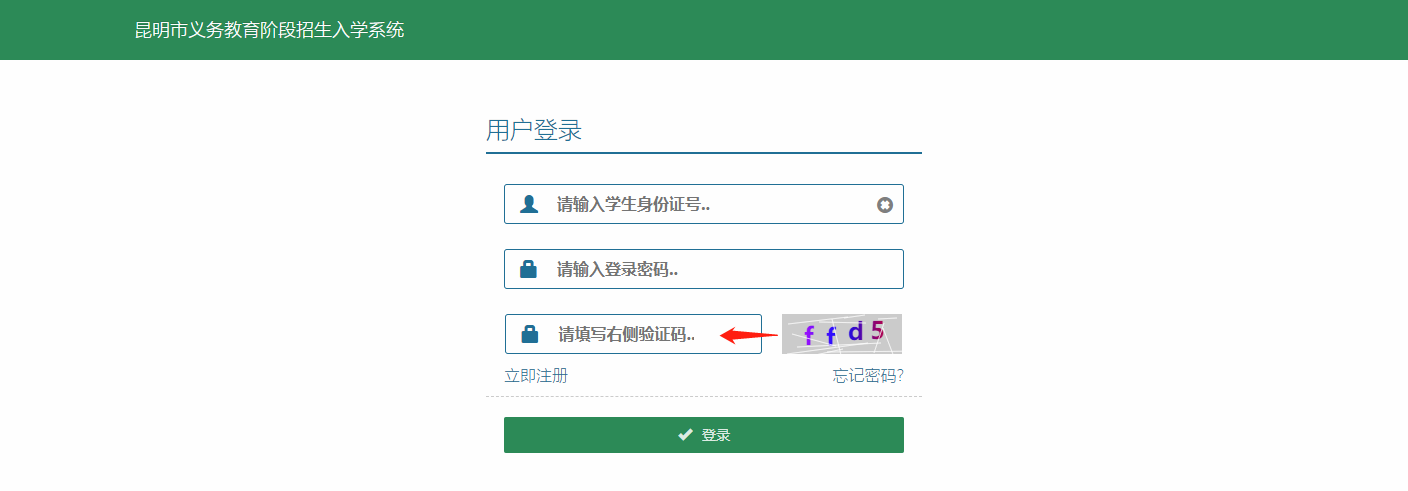 昆明市义务教育阶段招生入学系统
用户登录
请输入学生身份证号..
请输入登录密码..
请填写右侧验证码..
ffd5
立即注册
忘记密码?
登录